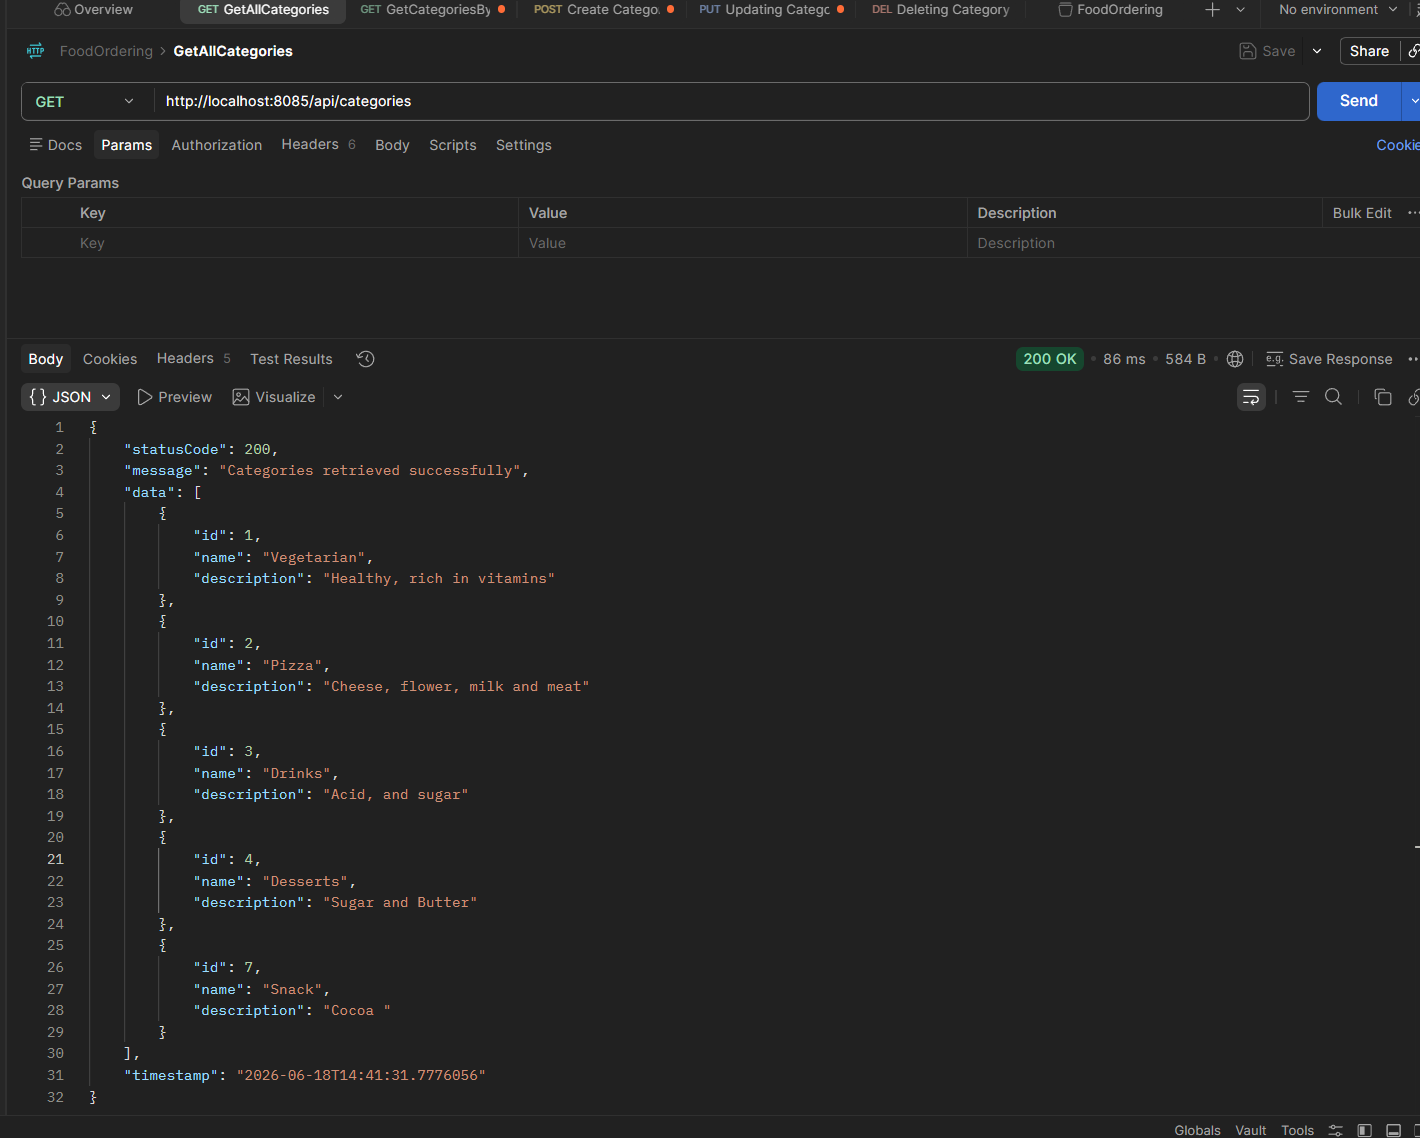 Overview GET GetAllCategories GET GetCategoriesBy POST Create Catego PUT Updating Catego DEL Deleting Category FoodOrdering No environment
HTTP FoodOrdering > GetAllCategories Save Share
GET http://localhost:8085/api/categories Send
Docs Params Authorization Headers 6 Body Scripts Settings Cookie
Query Params
Key Value Description Bulk Edit
Key Value Description
Body Cookies Headers 5 Test Results 200 OK • 86 ms • 584 B • e.g. Save Response
{} JSON Preview Visualize
1 {
2 "statusCode": 200,
3 "message": "Categories retrieved successfully",
4 "data": [
5 {
6 "id": 1,
7 "name": "Vegetarian",
8 "description": "Healthy, rich in vitamins"
9 },
10 {
11 "id": 2,
12 "name": "Pizza",
13 "description": "Cheese, flower, milk and meat"
14 },
15 {
16 "id": 3,
17 "name": "Drinks",
18 "description": "Acid, and sugar"
19 },
20 {
21 "id": 4,
22 "name": "Desserts",
23 "description": "Sugar and Butter"
24 },
25 {
26 "id": 7,
27 "name": "Snack",
28 "description": "Cocoa "
29 }
30 ],
31 "timestamp": "2026-06-18T14:41:31.7776056"
32 }
Globals Vault Tools